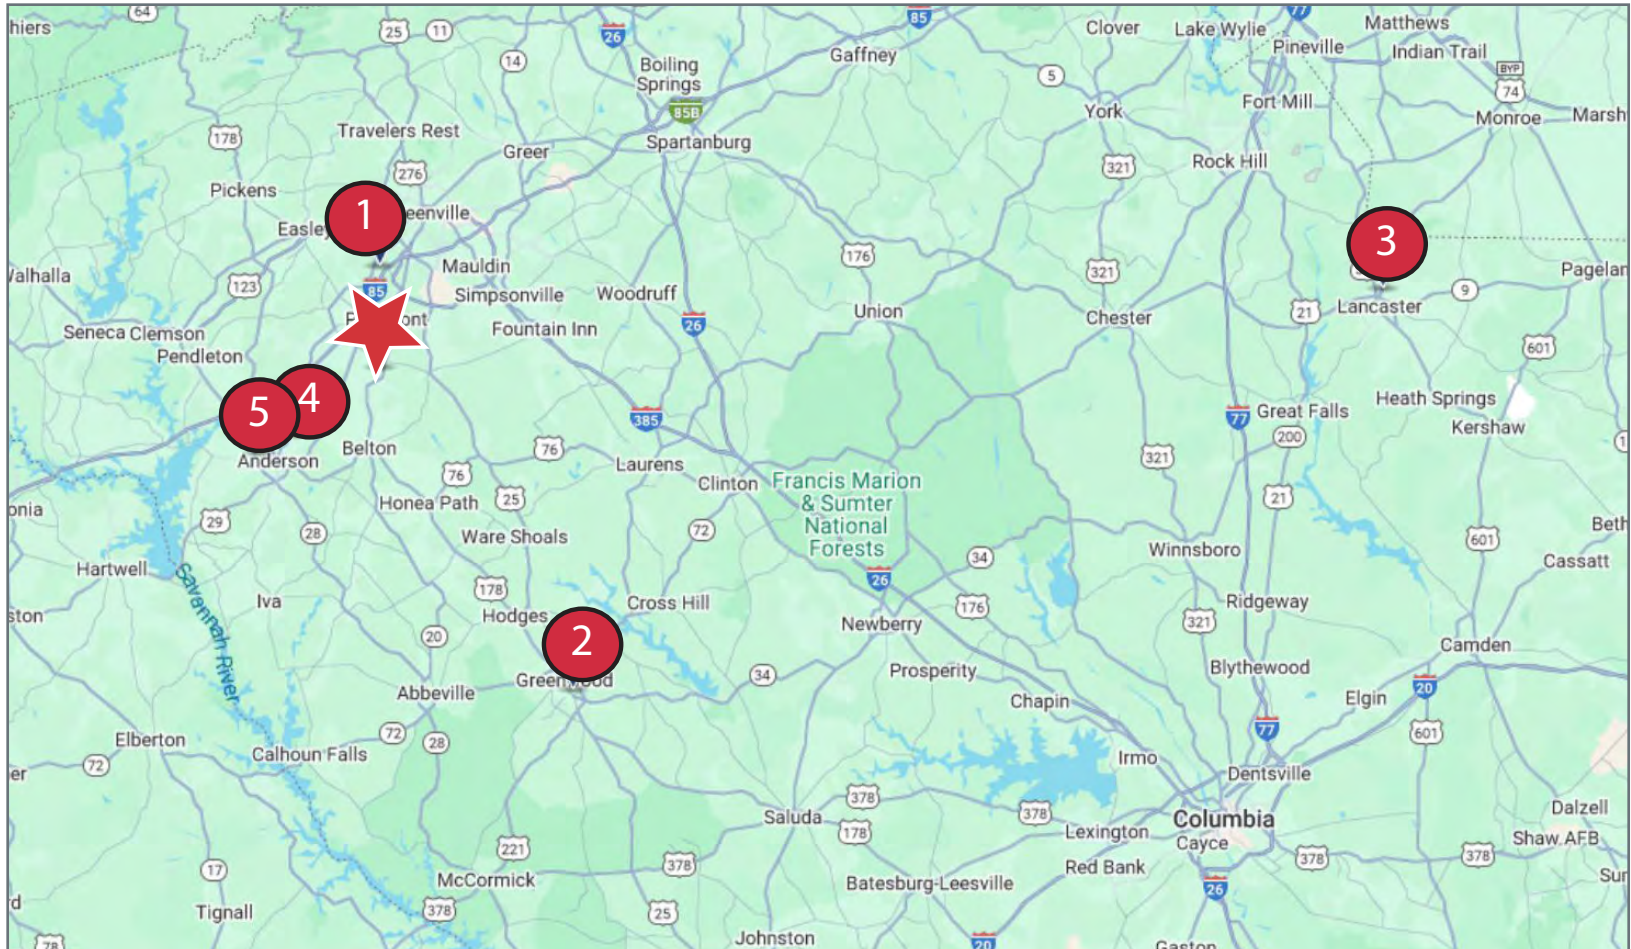 hiers
64
25
11
26
85
77
Clover
Lake Wylie
Matthews
Pineville
Indian Trail
Gaffney
14
Boiling
Springs
5
BYP
74
85B
York
Fort Mill
Monroe
Marsh
178
Travelers Rest
Greer
Spartanburg
276
321
Rock Hill
Pickens
1
eenville
Easley
3
176
321
Valhalla
123
85
Mauldin
Simpsonville
Woodruff
Union
Chester
21
Lancaster
9
Pagelan
Seneca
Clemson
Pendleton
P
ont
Fountain Inn
26
601
5
4
Anderson
Belton
385
77
Great Falls
200
Heath Springs
Kershaw
76
76
25
Laurens
Clinton
321
onia
Honea Path
Francis Marion
& Sumter
National
Forests
21
29
28
Ware Shoals
72
34
Winnsboro
601
Beth
Cassatt
Hartwell
Savannah River
Iva
178
Hodges
Cross Hill
26
176
Newberry
321
Ridgeway
ston
20
2
Greenwood
34
Prosperity
Blythewood
Camden
Abbeville
Chapin
Elgin
20
Elberton
72
28
77
601
72
Calhoun Falls
Irmo
Dentsville
er
378
378
Saluda
178
Lexington
Columbia
Cayce
Dalzell
Shaw AFB
221
378
Red Bank
378
378
17
McCormick
Batesburg-Leesville
26
Sur
rd
Tignall
378
25
78
Johnston
20
Gaston